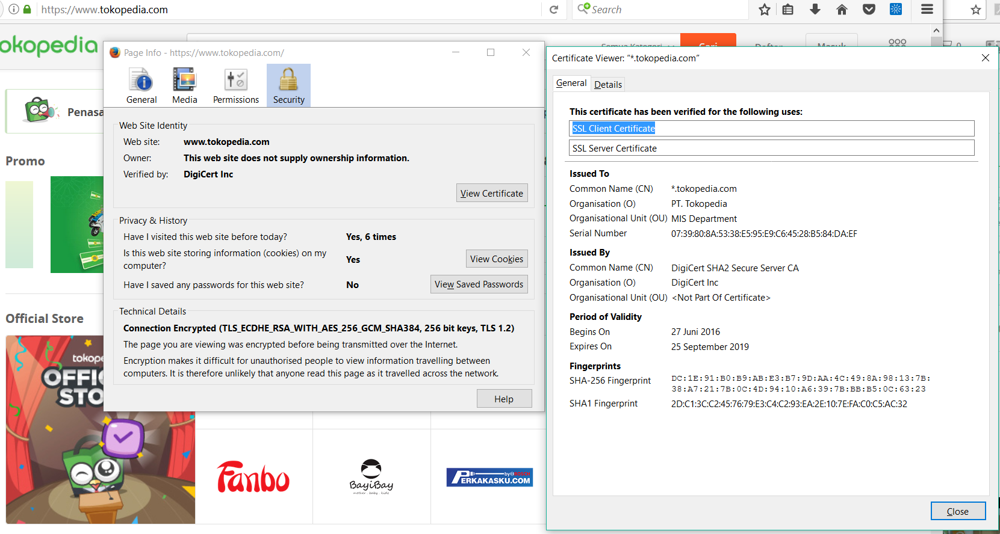 https://www.tokopedia.com
Search
tokopedia
Semua Kategori
Cari
Daftar
Masuk
0
Penasa
Promo
Official Store
tokope
OFFIC
STO
Fanbo
BayiBay
mother . baby . kids
by
PERKAKASKU.COM
Page Info - https://www.tokopedia.com/
General
Media
Permissions
Security
Web Site Identity
Web site: www.tokopedia.com
Owner: This web site does not supply ownership information.
Verified by: DigiCert Inc
View Certificate
Privacy & History
Have I visited this web site before today? Yes, 6 times
Is this web site storing information (cookies) on my
computer? Yes View Cookies
Have I saved any passwords for this web site? No View Saved Passwords
Technical Details
Connection Encrypted (TLS_ECDHE_RSA_WITH_AES_256_GCM_SHA384, 256 bit keys, TLS 1.2)
The page you are viewing was encrypted before being transmitted over the Internet.
Encryption makes it difficult for unauthorised people to view information travelling between
computers. It is therefore unlikely that anyone read this page as it travelled across the network.
Help
Certificate Viewer: “*.tokopedia.com”
General
Details
This certificate has been verified for the following uses:
SSL Client Certificate
SSL Server Certificate
Issued To
Common Name (CN) *.tokopedia.com
Organisation (O) PT. Tokopedia
Organisational Unit (OU) MIS Department
Serial Number 07:39:80:8A:53:38:E5:95:E9:C6:45:28:B5:84:DA:EF
Issued By
Common Name (CN) DigiCert SHA2 Secure Server CA
Organisation (O) DigiCert Inc
Organisational Unit (OU) <Not Part Of Certificate>
Period of Validity
Begins On 27 Juni 2016
Expires On 25 September 2019
Fingerprints
SHA-256 Fingerprint DC:1E:91:B0:B9:AB:E3:B7:9D:AA:4C:49:8A:98:13:7B:
38:A7:21:7B:0C:4D:94:10:A6:39:7B:BB:B5:0C:63:23
SHA1 Fingerprint 2D:C1:3C:C2:45:76:79:E3:C4:C2:93:EA:2E:10:7E:FA:C0:C5:AC:32
Close